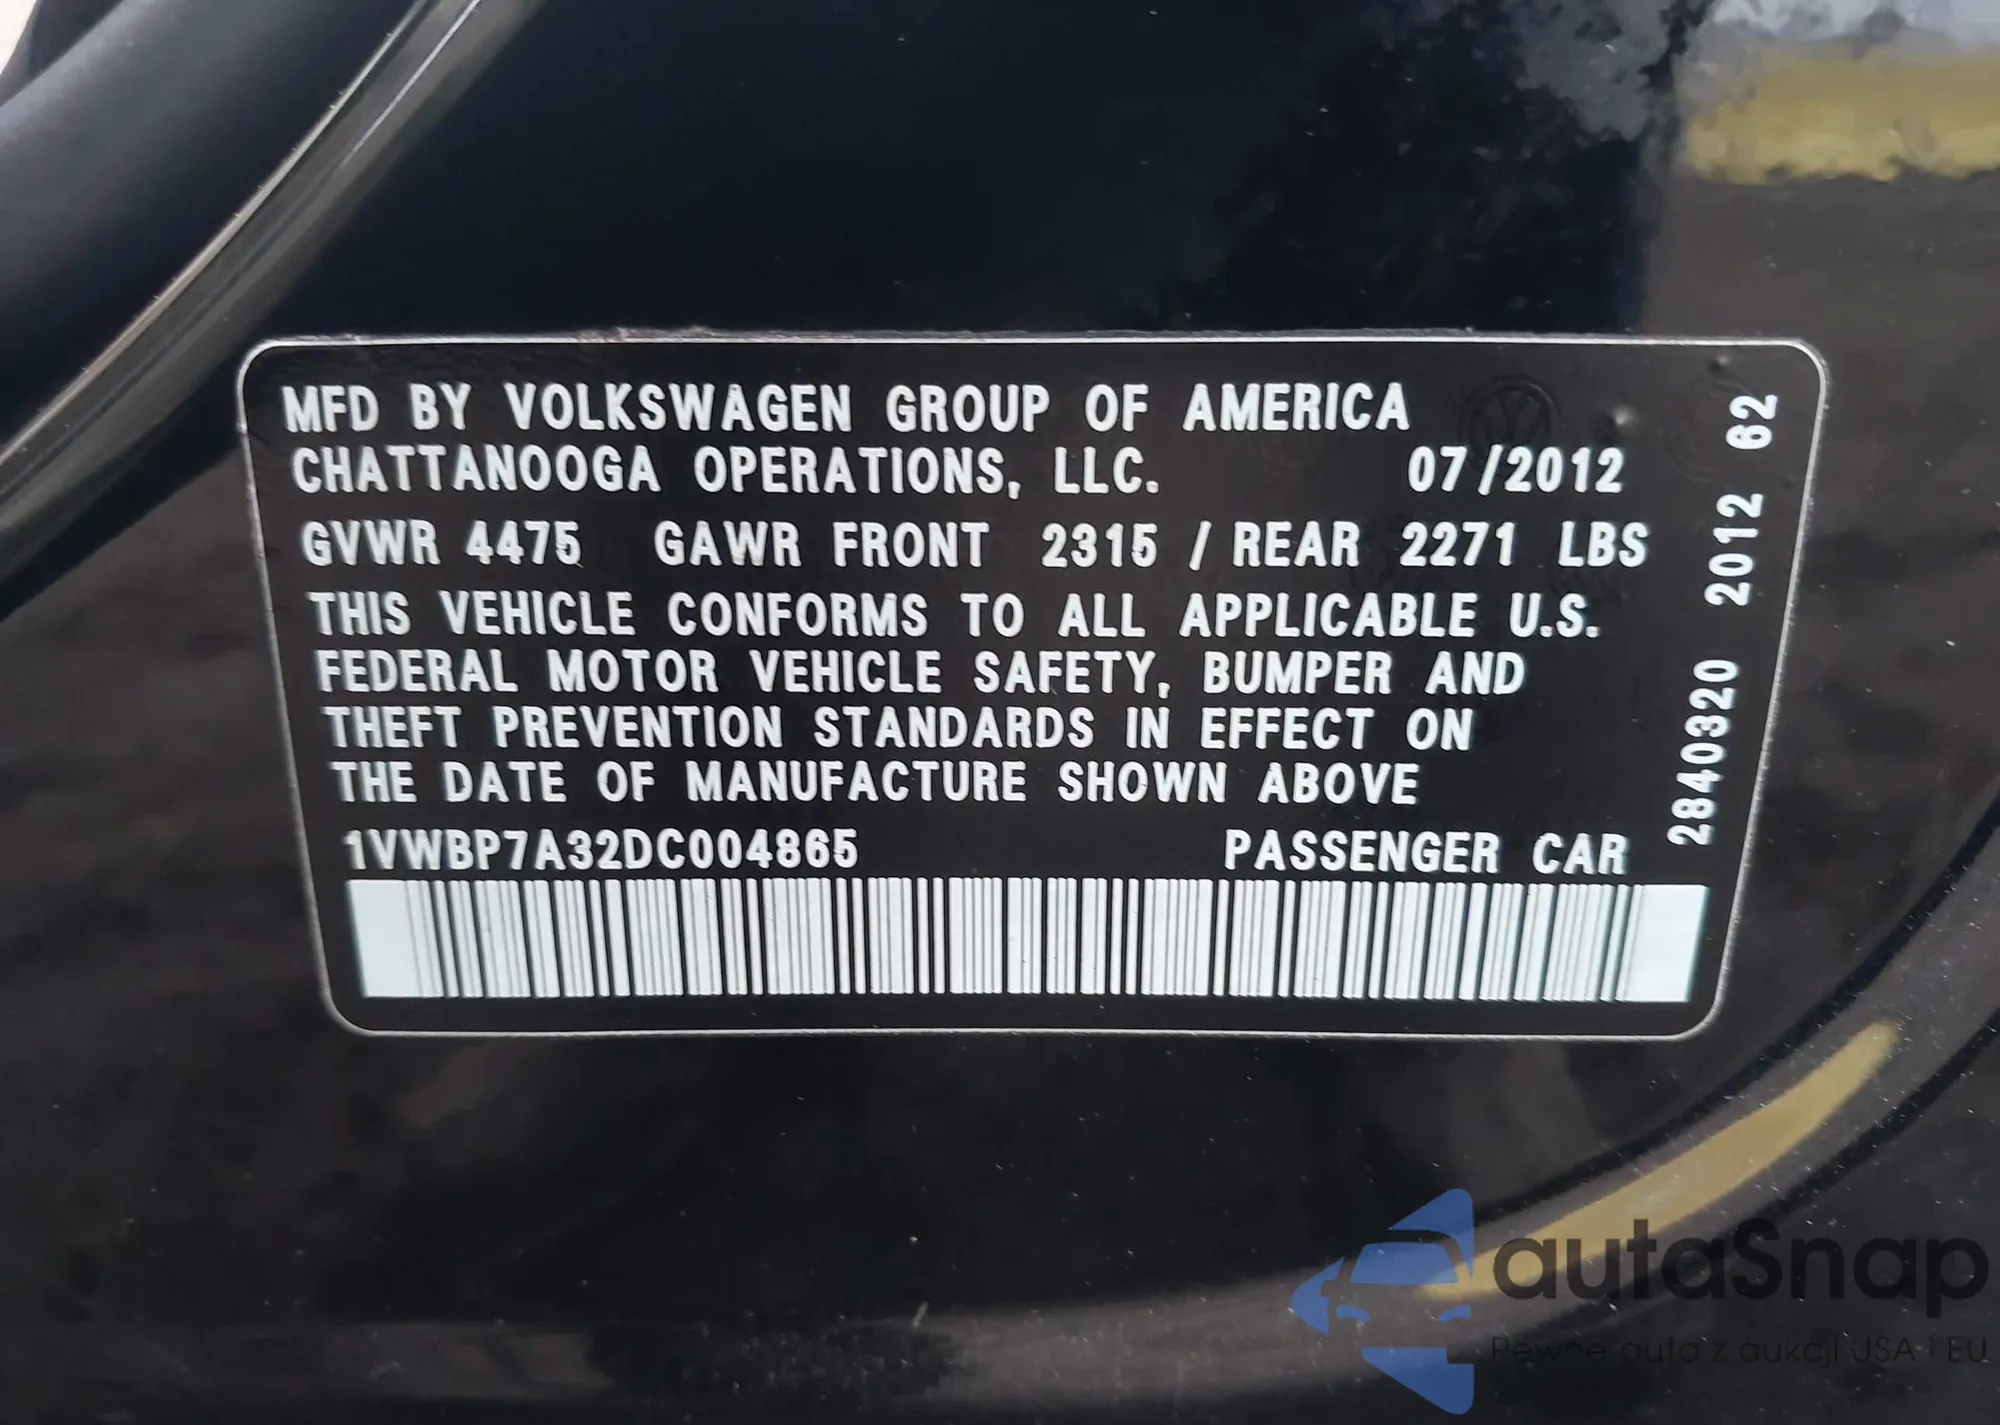 MFD BY VOLKSWAGEN GROUP OF AMERICA
CHATTANOOGA OPERATIONS, LLC. 07/2012
GVWR 4475 GAWR FRONT 2315 / REAR 2271 LBS
THIS VEHICLE CONFORMS TO ALL APPLICABLE U.S.
FEDERAL MOTOR VEHICLE SAFETY, BUMPER AND
THEFT PREVENTION STANDARDS IN EFFECT ON
THE DATE OF MANUFACTURE SHOWN ABOVE
1VWBP7A32DC004865 PASSENGER CAR
2840320 2012 62
autaSnap
Pewne auta z aukcji USA i EU